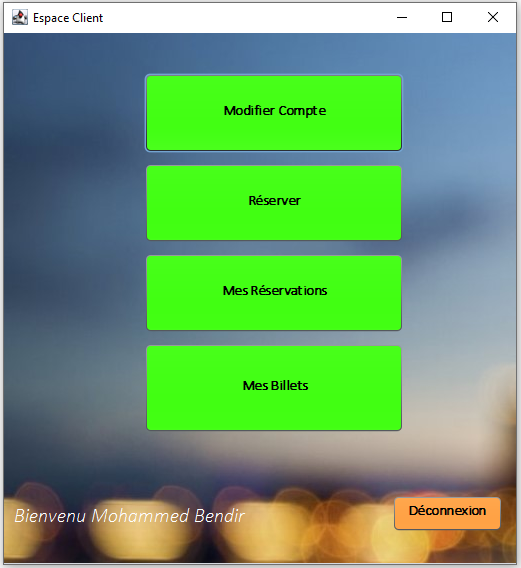 Espace Client
Modifier Compte
Réserver
Mes Réservations
Mes Billets
Bienvenu Mohammed Bendir
Déconnexion